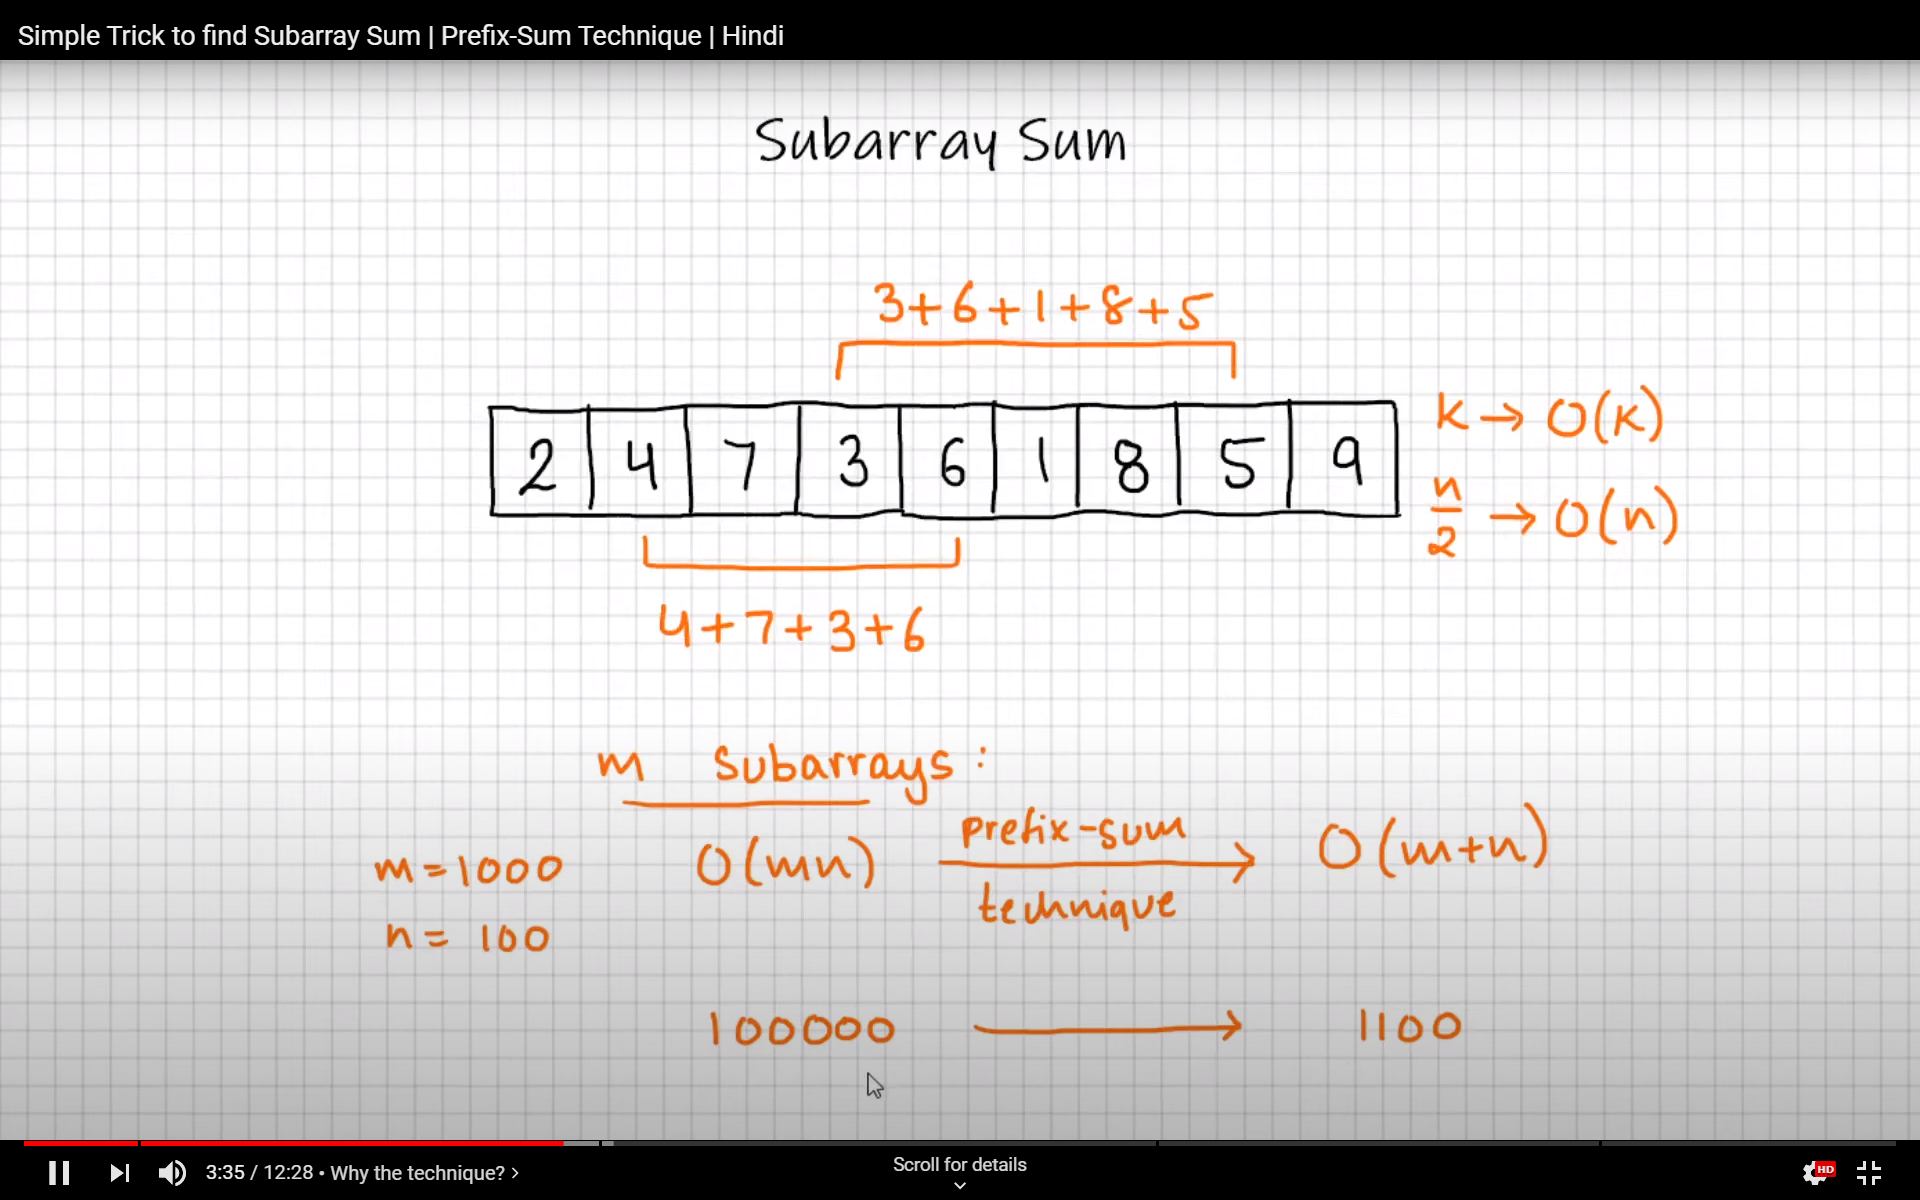 Simple Trick to find Subarray Sum | Prefix-Sum Technique | Hindi
Subarray Sum
3+6+1+8+5
2 4 7 3 6 1 8 5 9
k → O(k)
n/2 → O(n)
4+7+3+6
m Subarrays:
m=1000
O(mn)
prefix-sum
technique
O(m+n)
n= 100
100000 → 1100
3:35 / 12:28 • Why the technique? >
Scroll for details
HD